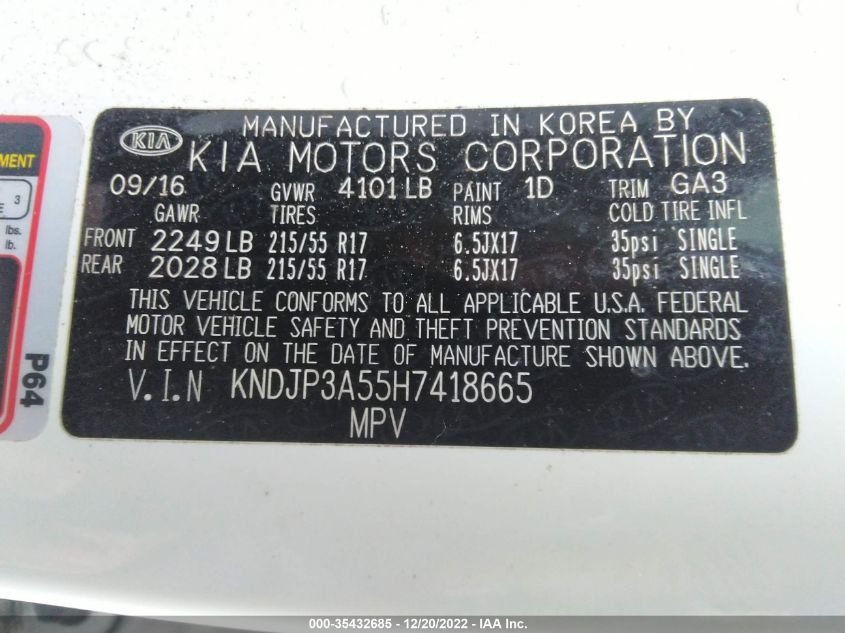 MANUFACTURED IN KOREA BY
KIA KIA MOTORS CORPORATION
09/16 GVWR 4101 LB PAINT 1D TRIM GA3
GAWR TIRES RIMS COLD TIRE INFL
FRONT 2249 LB 215/55 R17 6.5JX17 35psi SINGLE
REAR 2028 LB 215/55 R17 6.5JX17 35psi SINGLE
THIS VEHICLE CONFORMS TO ALL APPLICABLE U.S.A. FEDERAL
MOTOR VEHICLE SAFETY AND THEFT PREVENTION STANDARDS
IN EFFECT ON THE DATE OF MANUFACTURE SHOWN ABOVE.
V.I.N KNDJP3A55H7418665
MPV
3
lbs.
lb.
P64
000-35432685 - 12/20/2022 - IAA Inc.